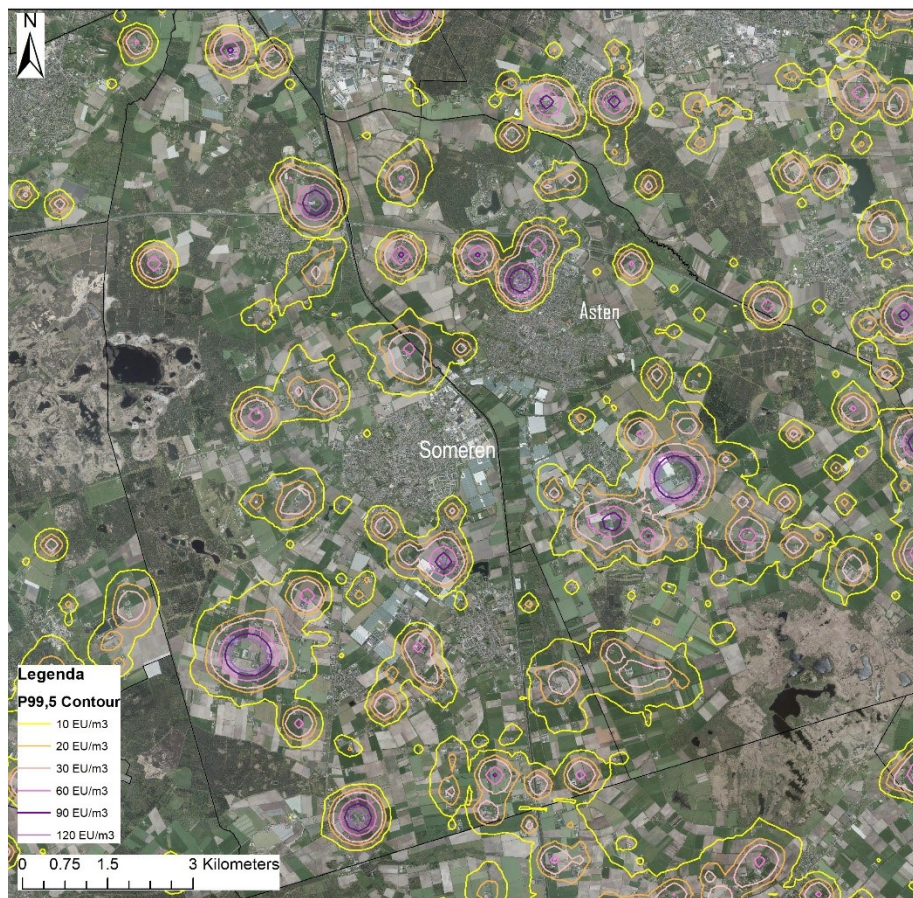 N
Asten
Someren
Legenda
P99,5 Contour
10 EU/m3
20 EU/m3
30 EU/m3
60 EU/m3
90 EU/m3
120 EU/m3
0 0.75 1.5 3 Kilometers